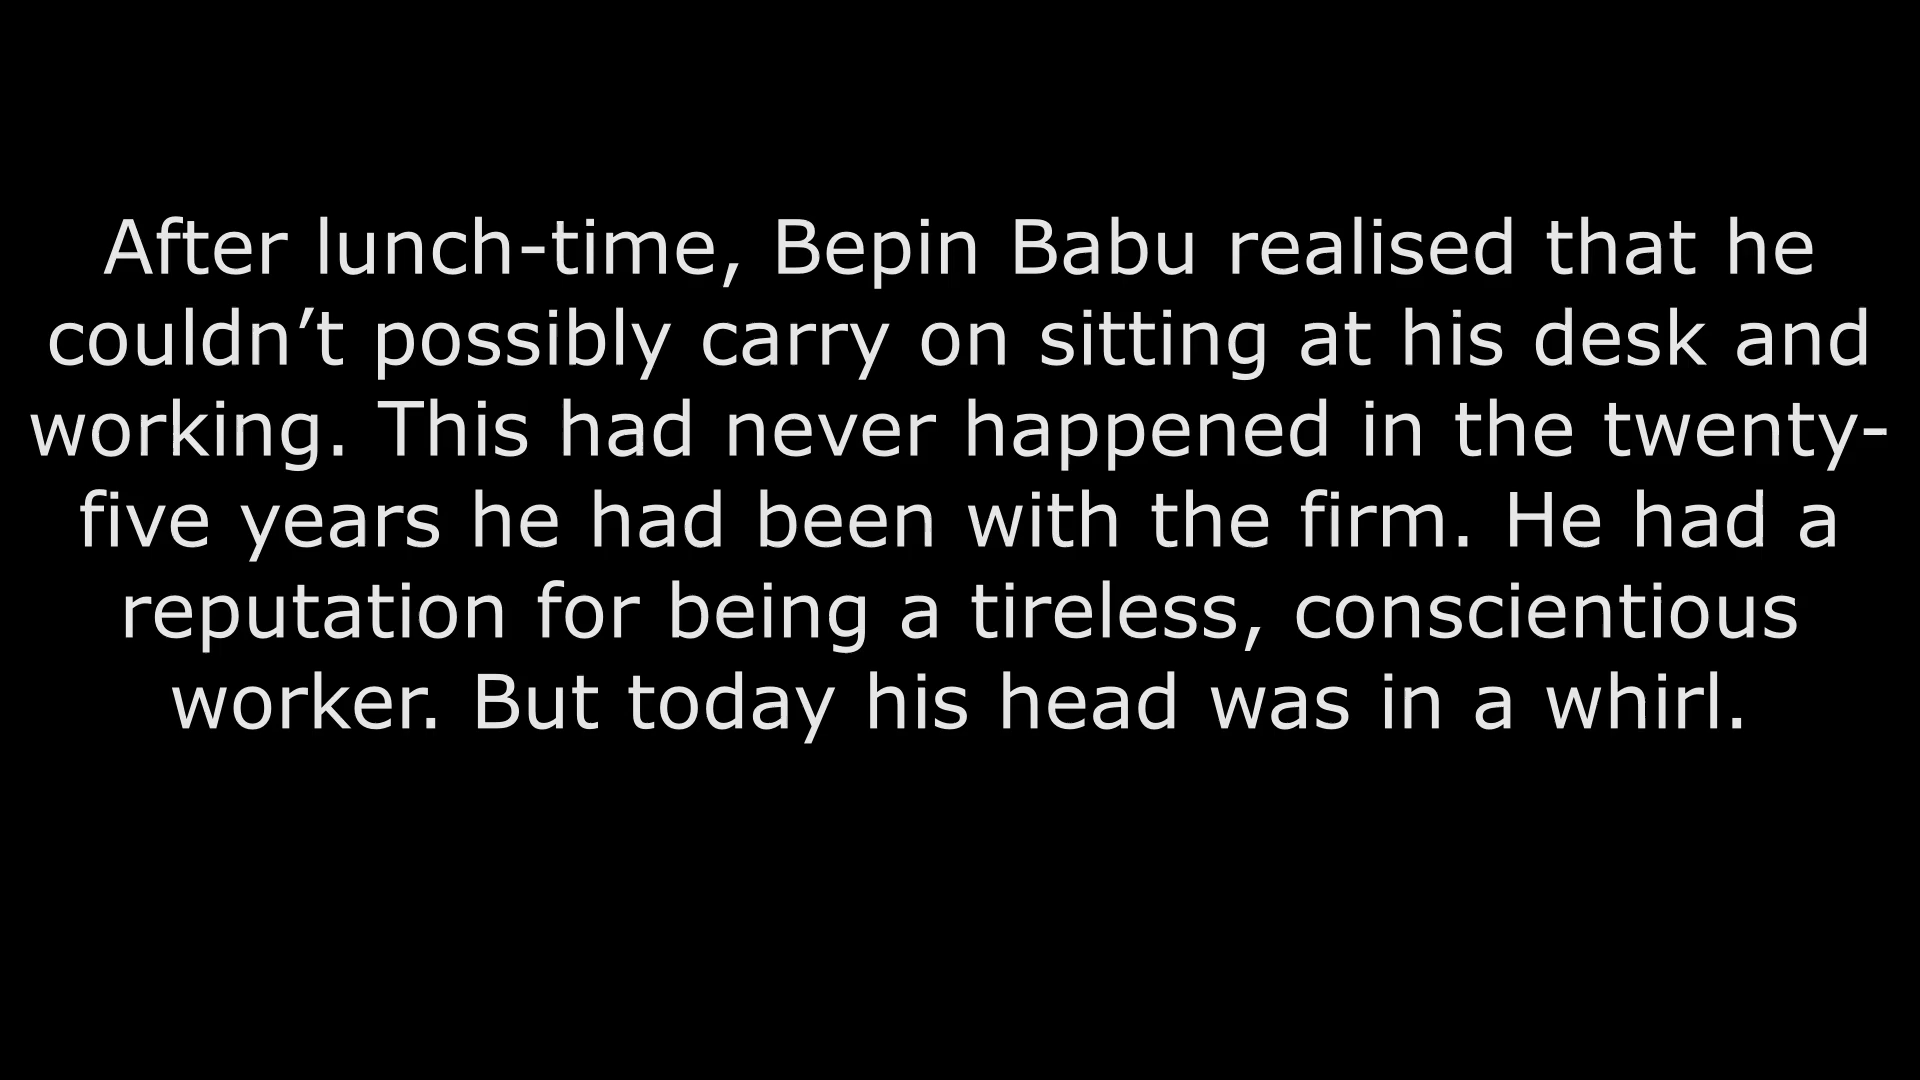 After lunch-time, Bepin Babu realised that he
couldn’t possibly carry on sitting at his desk and
working. This had never happened in the twenty-
five years he had been with the firm. He had a
reputation for being a tireless, conscientious
worker. But today his head was in a whirl.